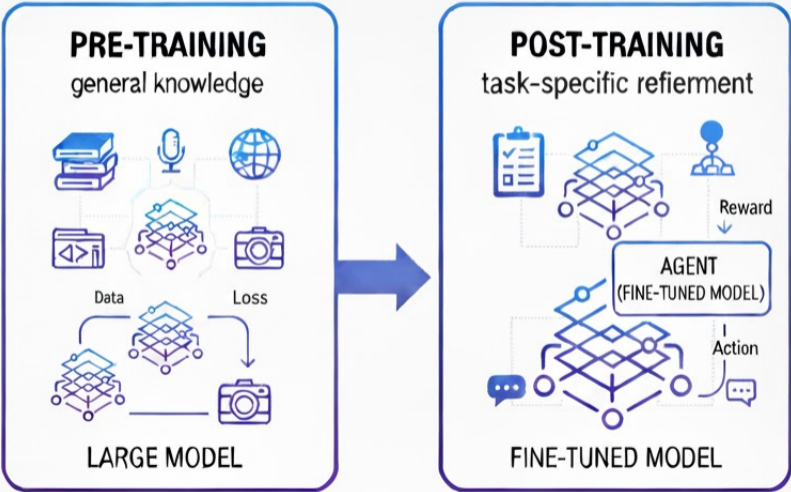 PRE-TRAINING
general knowledge
Data
Loss
LARGE MODEL
POST-TRAINING
task-specific refierment
Reward
AGENT
(FINE-TUNED MODEL)
Action
FINE-TUNED MODEL